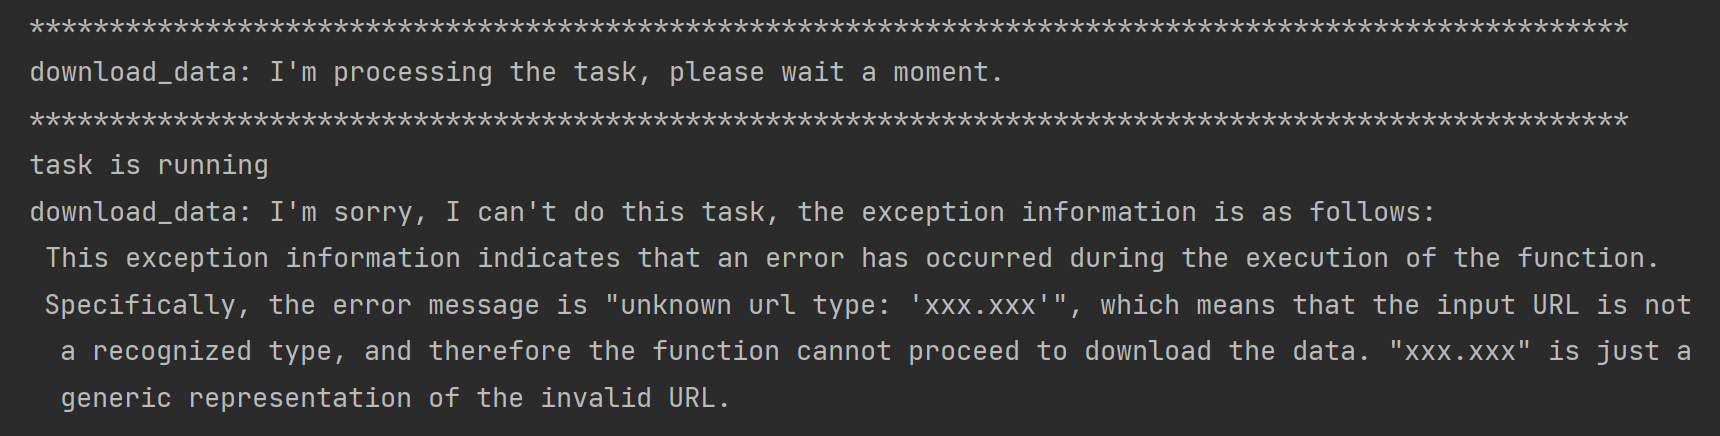 ****************************************************************************************************
download_data: I'm processing the task, please wait a moment.
****************************************************************************************************
task is running
download_data: I'm sorry, I can't do this task, the exception information is as follows:
This exception information indicates that an error has occurred during the execution of the function.
Specifically, the error message is "unknown url type: 'xxx.xxx'", which means that the input URL is not
a recognized type, and therefore the function cannot proceed to download the data. "xxx.xxx" is just a
generic representation of the invalid URL.